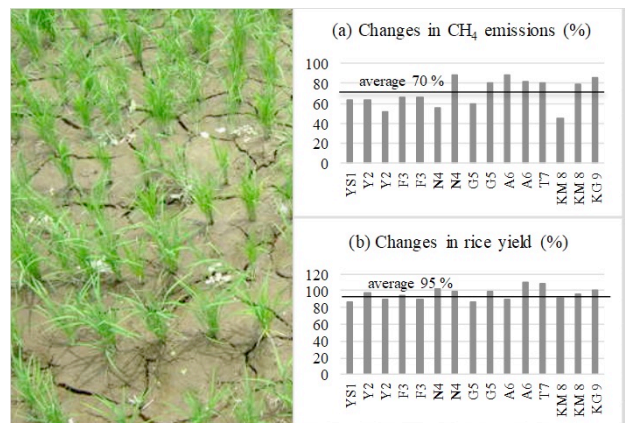 (a) Changes in CH₄ emissions (%)
100
80
60
40
20
0
average 70 %
YS1 Y2 Y2 F3 F3 N4 N4 G5 G5 A6 A6 T7 KM 8 KM 8 KG 9
(b) Changes in rice yield (%)
120
100
80
60
40
20
0
average 95 %
YS1 Y2 Y2 F3 F3 N4 N4 G5 G5 A6 A6 T7 KM 8 KM 8 KG 9